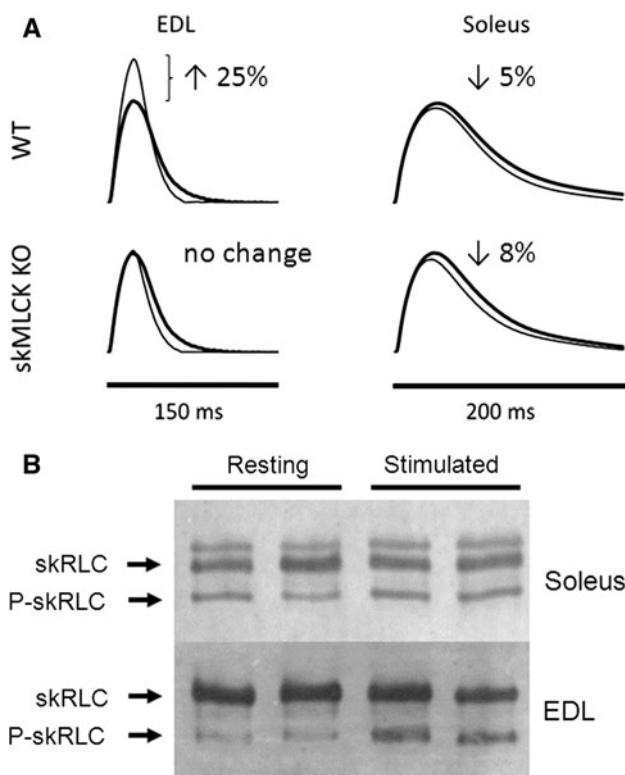 A
EDL
Soleus
WT
↑ 25%
↓ 5%
skMLCK KO
no change
↓ 8%
150 ms
200 ms
B
Resting
Stimulated
skRLC
P-skRLC
Soleus
skRLC
P-skRLC
EDL